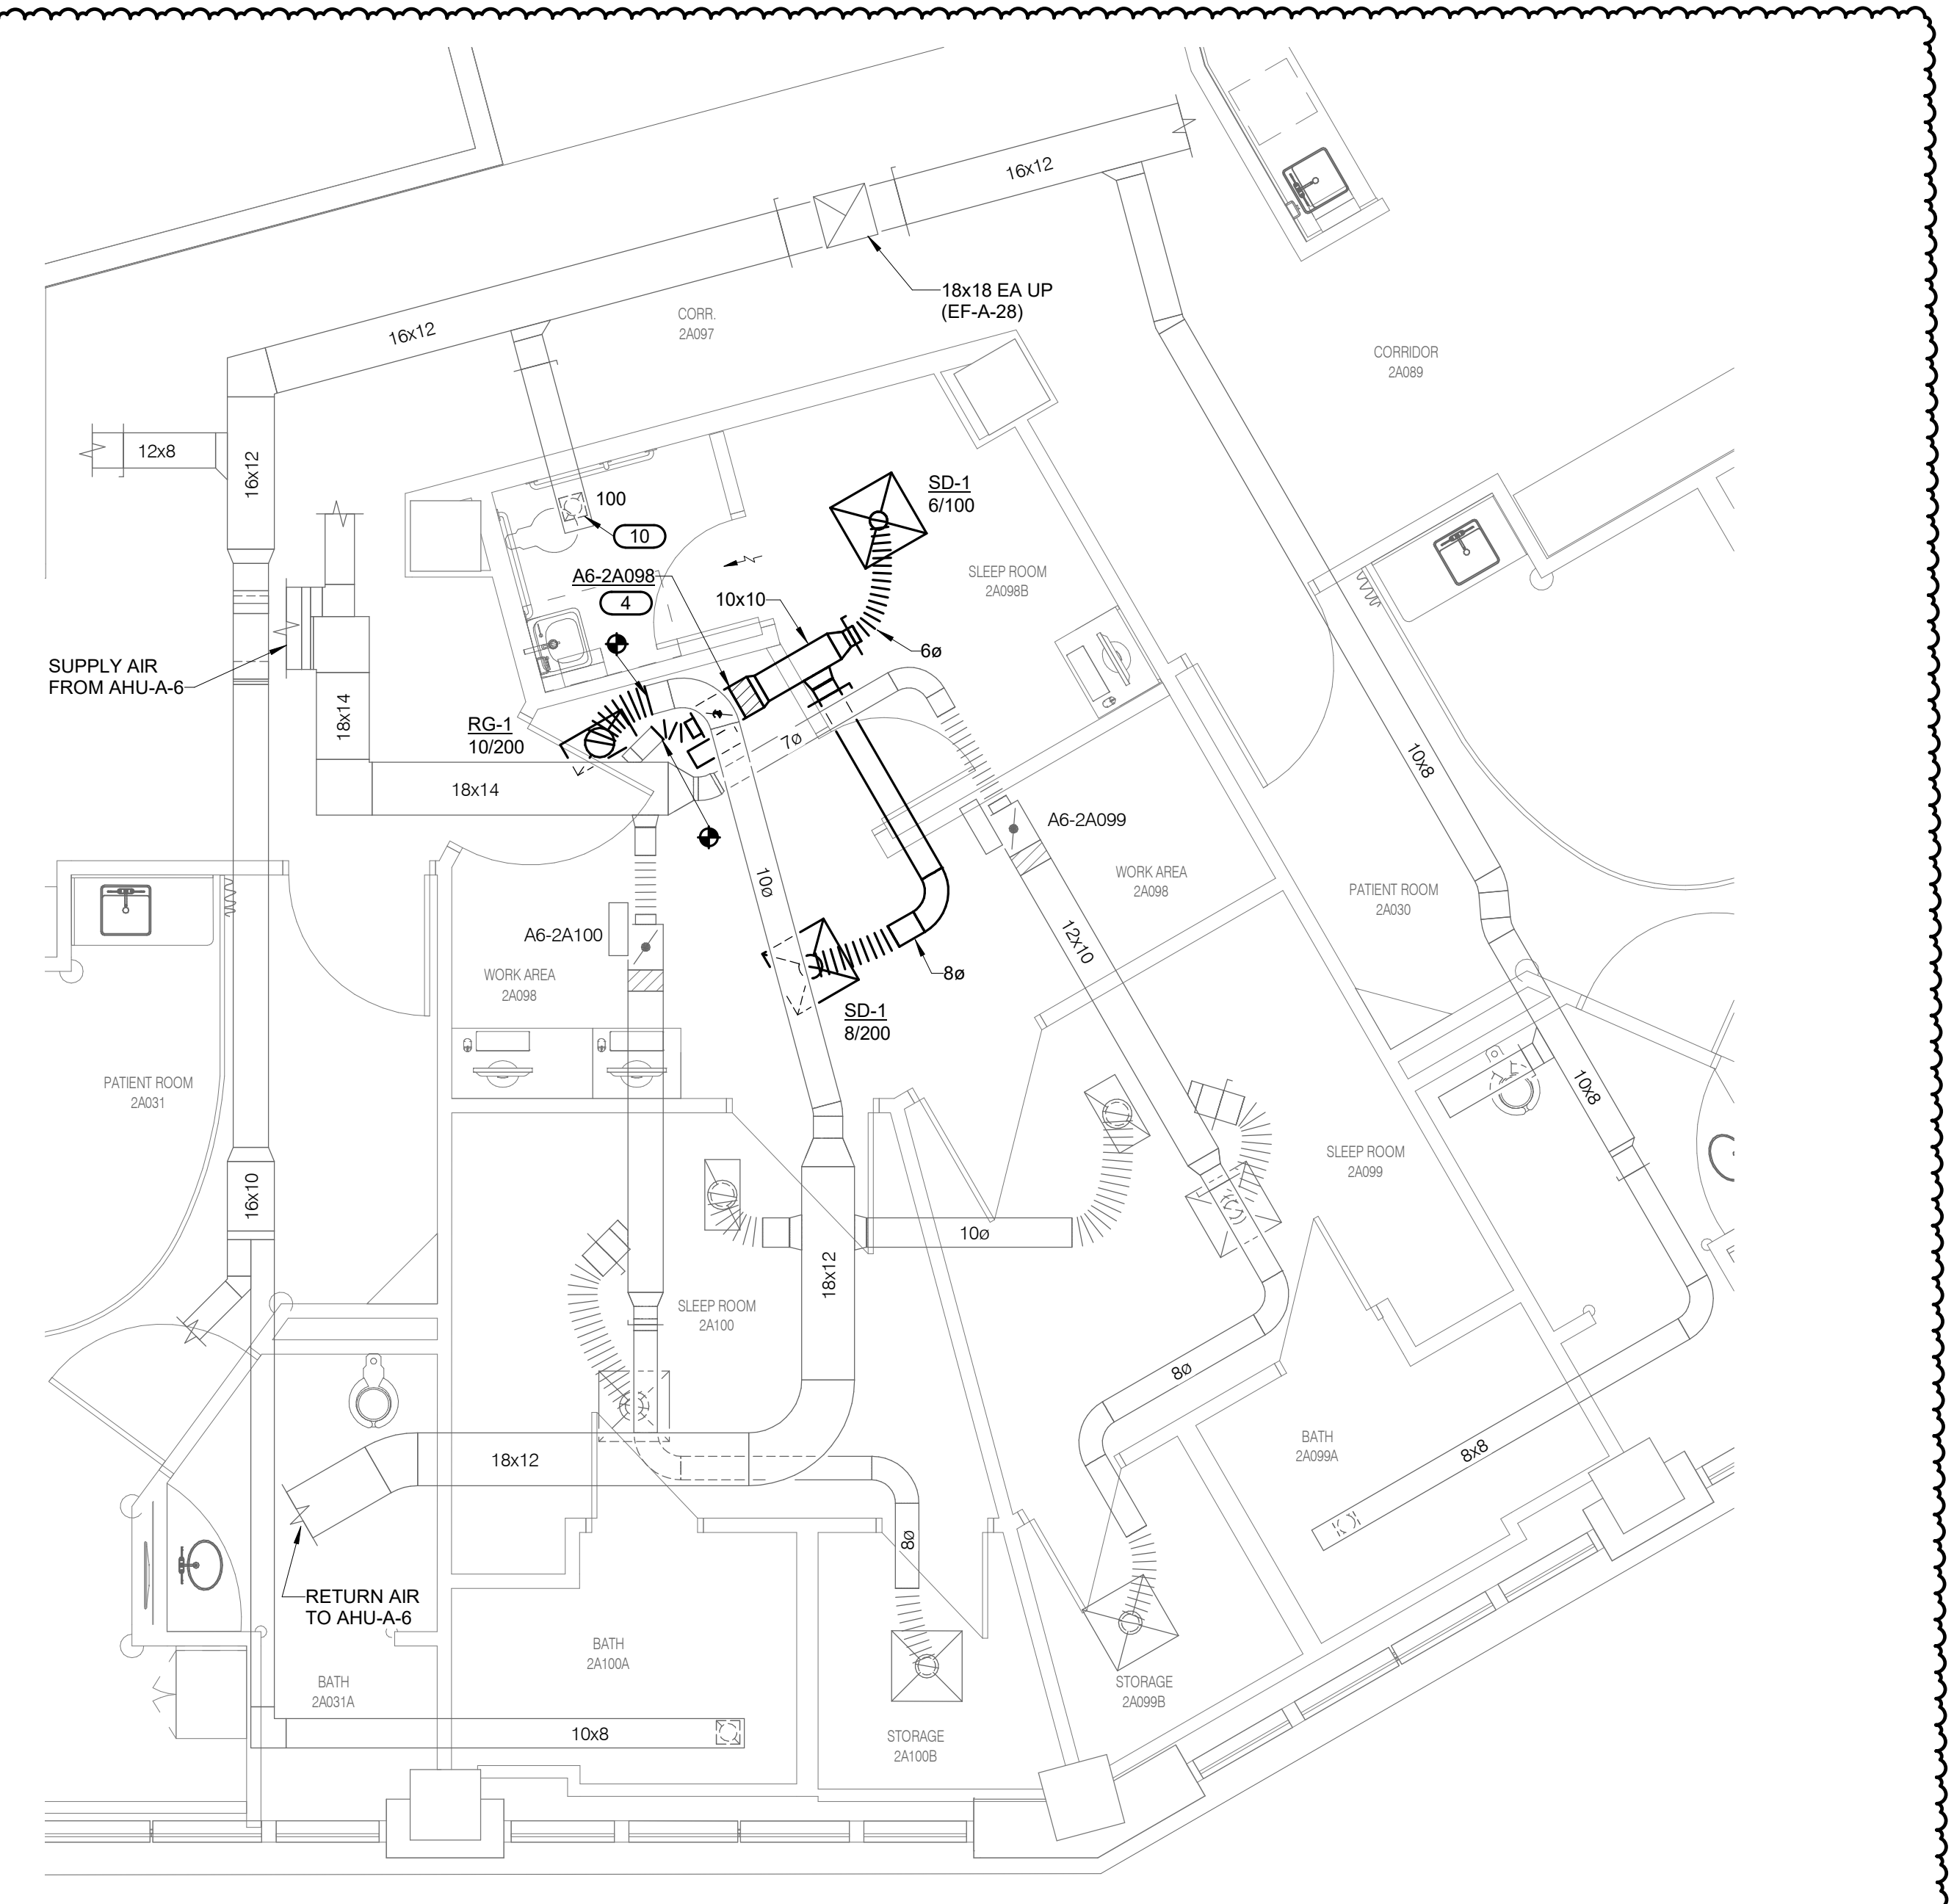 16x12
18x18 EA UP
(EF-A-28)
CORR.
2A097
16x12
CORRIDOR
2A089
12x8
16x12
100
10
SD-1
6/100
A6-2A098
4
10x10
SLEEP ROOM
2A098B
6ø
SUPPLY AIR
FROM AHU-A-6
18x14
RG-1
10/200
7ø
18x14
10x8
A6-2A099
10ø
WORK AREA
2A098
PATIENT ROOM
2A030
A6-2A100
12x10
WORK AREA
2A098
8ø
SD-1
8/200
PATIENT ROOM
2A031
10x8
SLEEP ROOM
2A099
16x10
10ø
18x12
SLEEP ROOM
2A100
8ø
BATH
2A099A
8x8
18x12
8ø
RETURN AIR
TO AHU-A-6
BATH
2A100A
BATH
2A031A
STORAGE
2A099B
10x8
STORAGE
2A100B